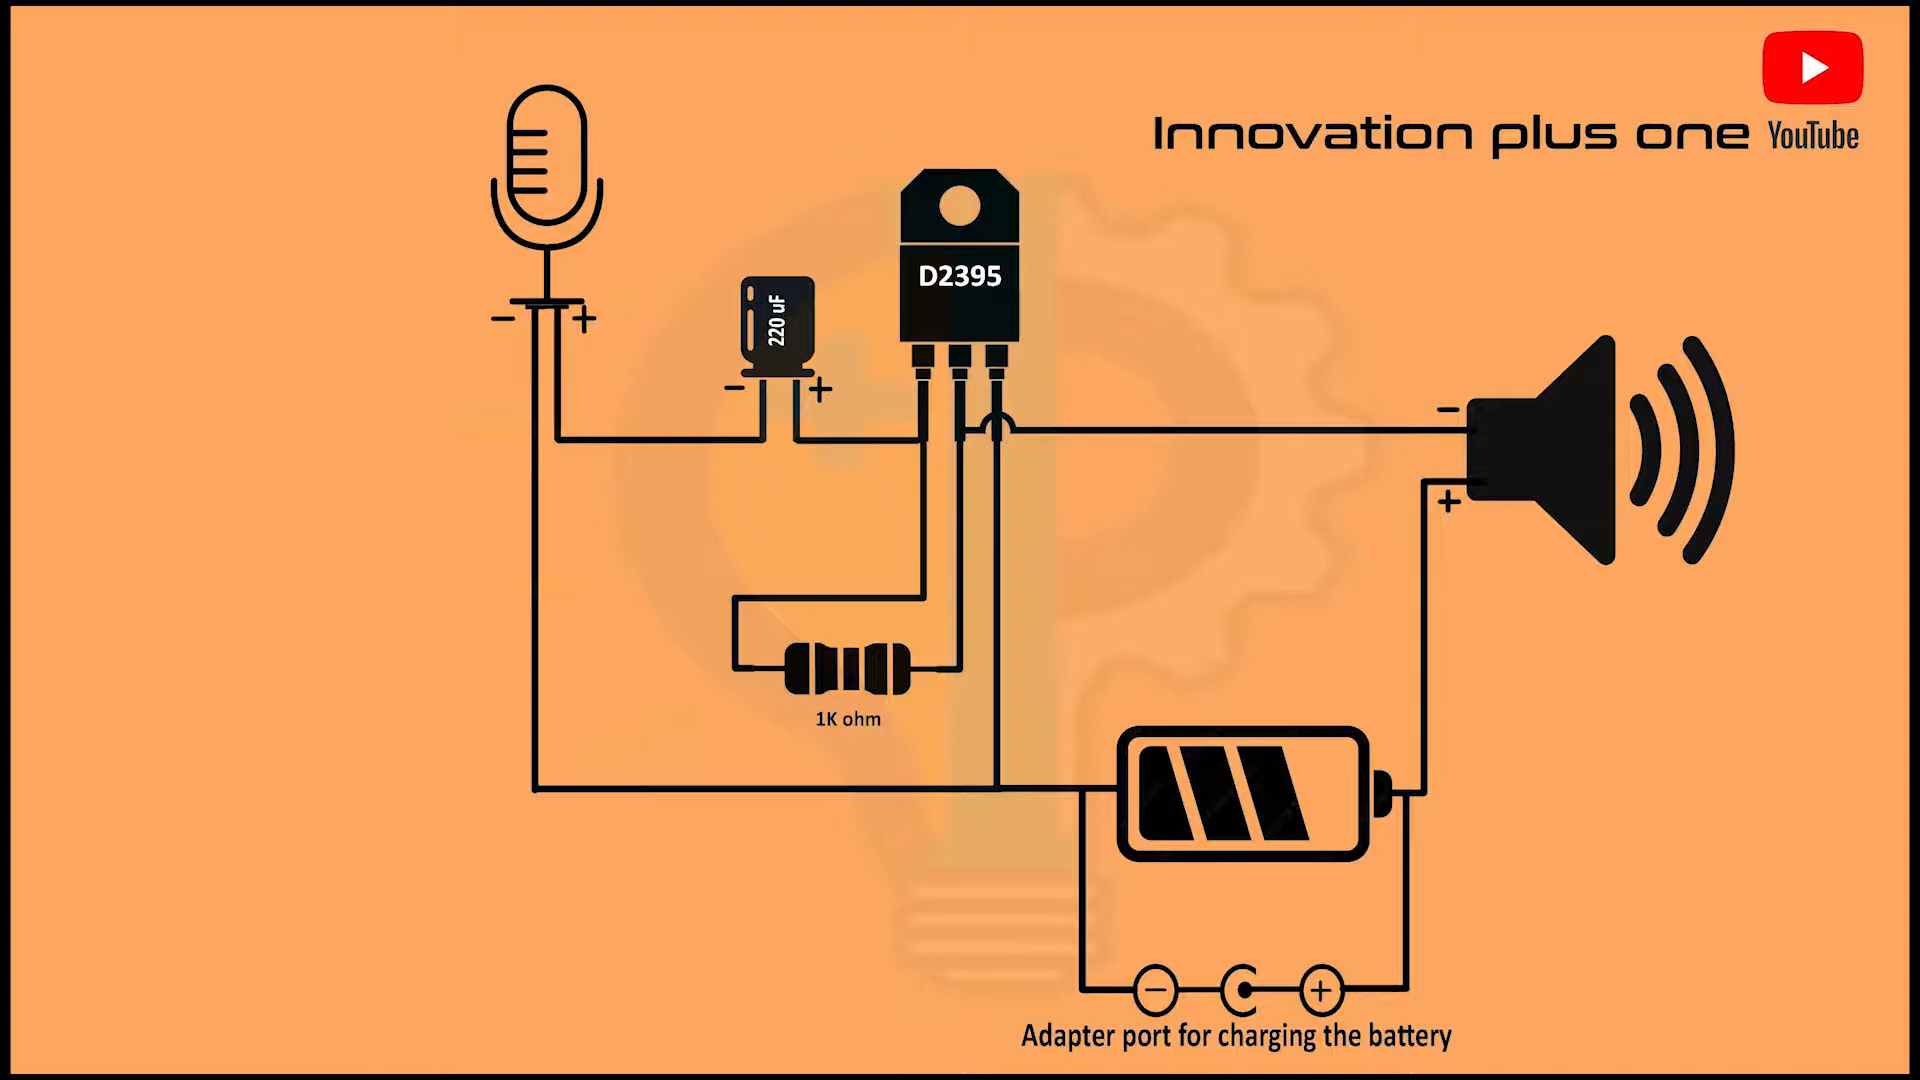 Innovation plus one YouTube
D2395
220 uF
- +
- +
-
+
1K ohm
- +
Adapter port for charging the battery